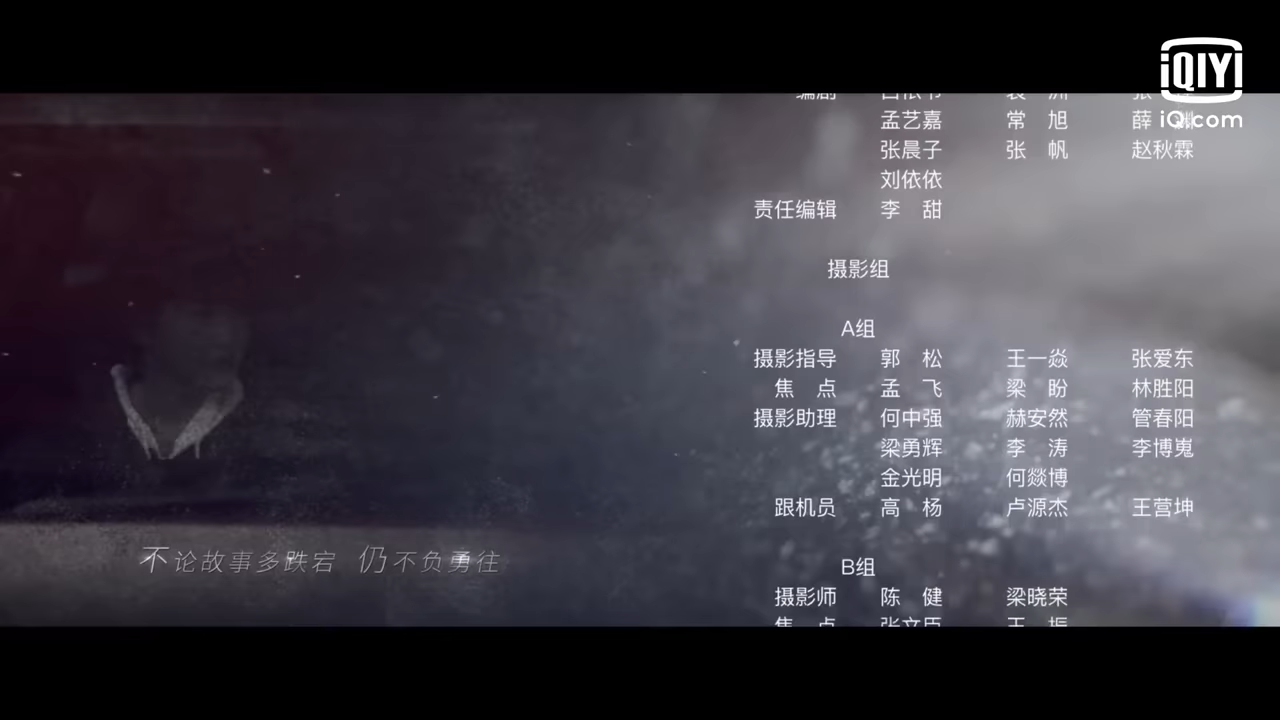 iQIYI
iQ.com
孟艺嘉 常 旭 薛
张晨子 张 帆 赵秋霖
刘依依
责任编辑 李 甜
摄影组
A组
摄影指导 郭 松 王一焱 张爱东
焦 点 孟 飞 梁 盼 林胜阳
摄影助理 何中强 赫安然 管春阳
梁勇辉 李 涛 李博嵬
金光明 何燚博
跟机员 高 杨 卢源杰 王营坤
不论故事多跌宕 仍不负勇往
B组
摄影师 陈 健 梁晓荣